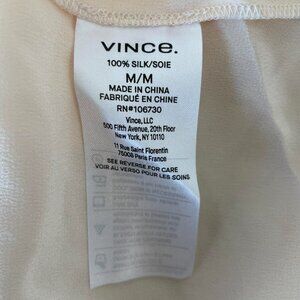 VINCE.
100% SILK/SOIE
M/M
MADE IN CHINA
FABRIQUÉ EN CHINE
RN#106730
Vince, LLC
500 Fifth Avenue, 20th Floor
New York, NY 10110
11 Rue Saint Florentin
75008 Paris France
SEE REVERSE FOR CARE
VOIR AU VERSO POUR LES SOINS